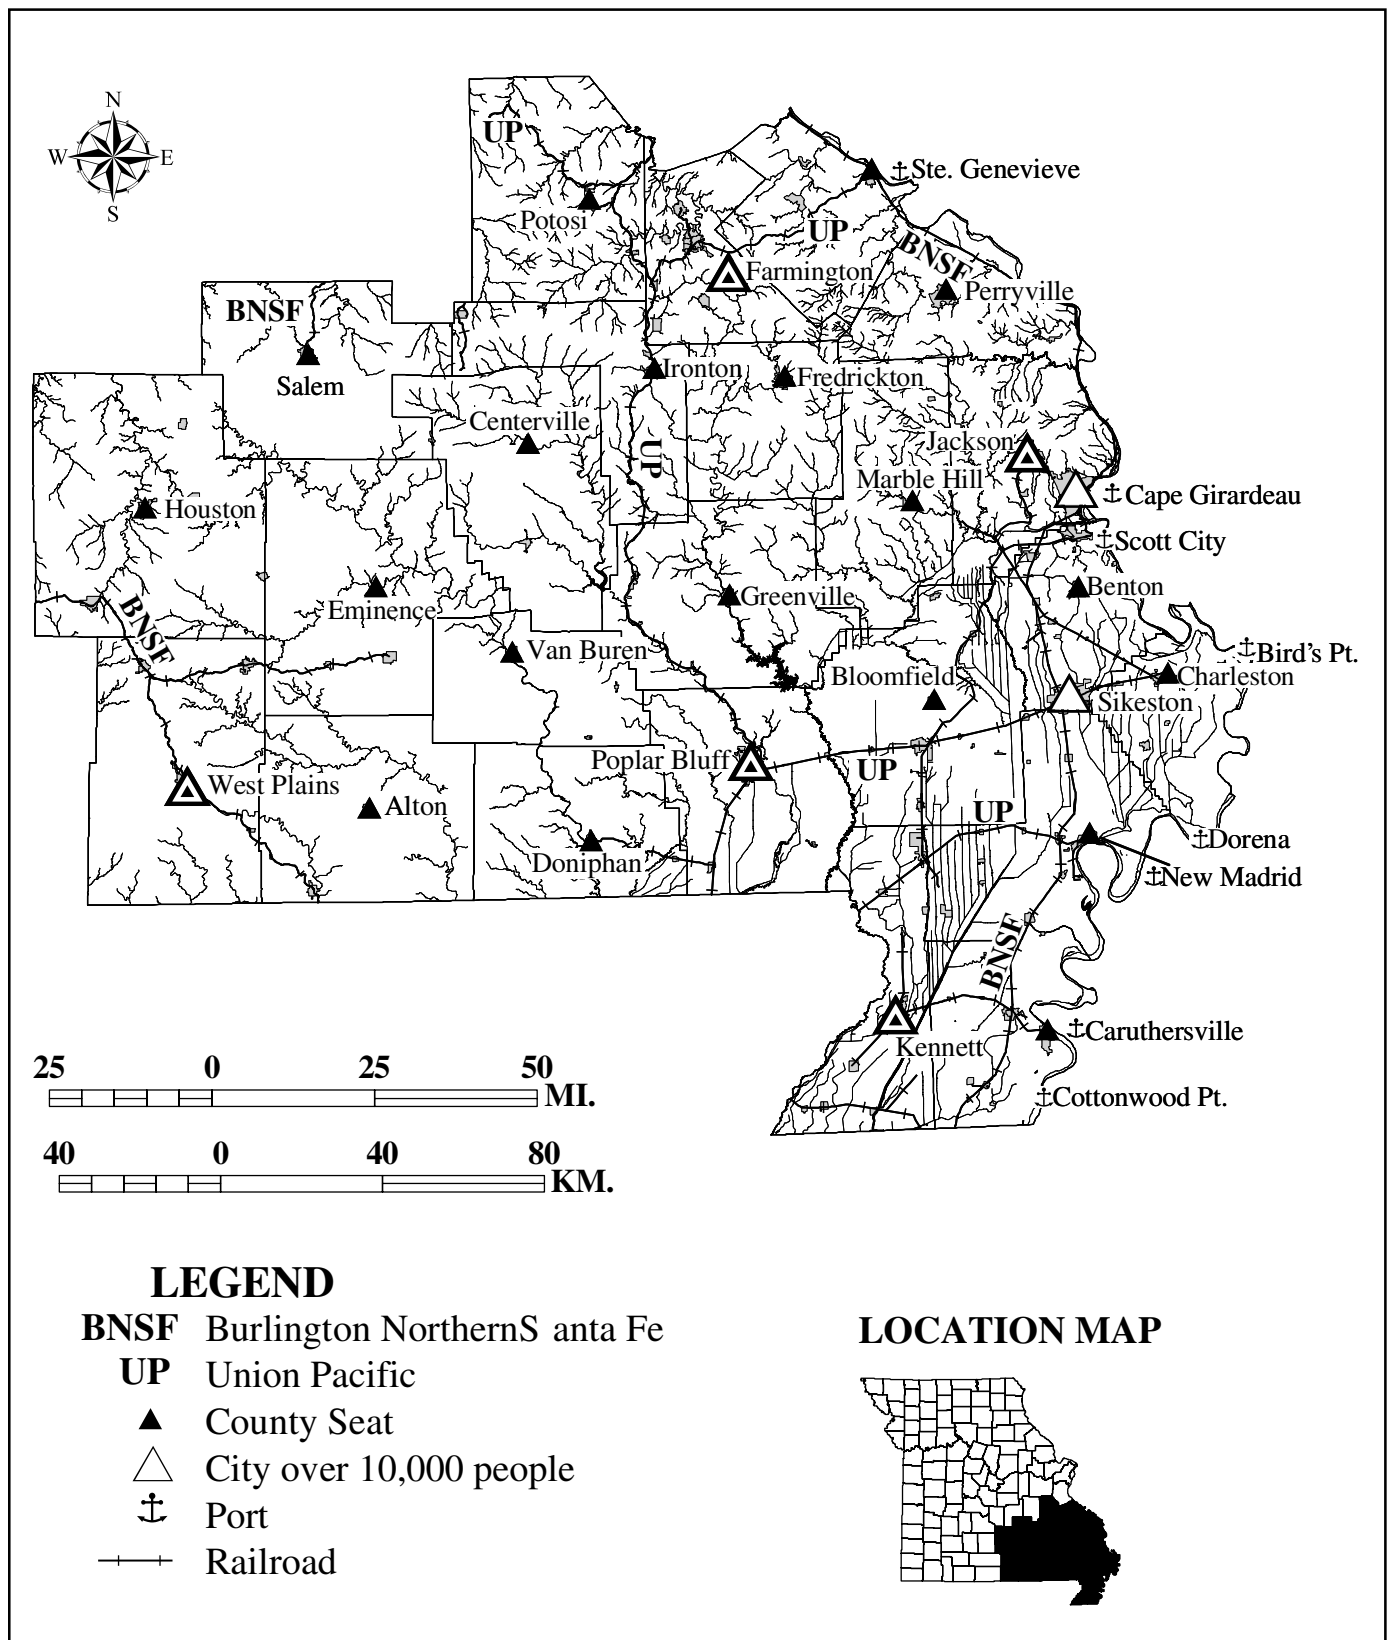 N
W E
S
UP
Ste. Genevieve
Potosi
UP
BNSF
Farmington
Perryville
BNSF
Salem
Ironton
Fredrickton
Centerville
UP
Jackson
Marble Hill
Cape Girardeau
Houston
Scott City
Eminence
Greenville
Benton
BNSF
Van Buren
Bird's Pt.
Bloomfield
Charleston
Sikeston
Poplar Bluff
UP
West Plains
Alton
UP
Doniphan
Dorena
New Madrid
BNSF
Kennett
Caruthersville
Cottonwood Pt.
25 0 25 50
MI.
40 0 40 80
KM.
LEGEND
BNSF Burlington NorthernS anta Fe
UP Union Pacific
County Seat
City over 10,000 people
Port
Railroad
LOCATION MAP